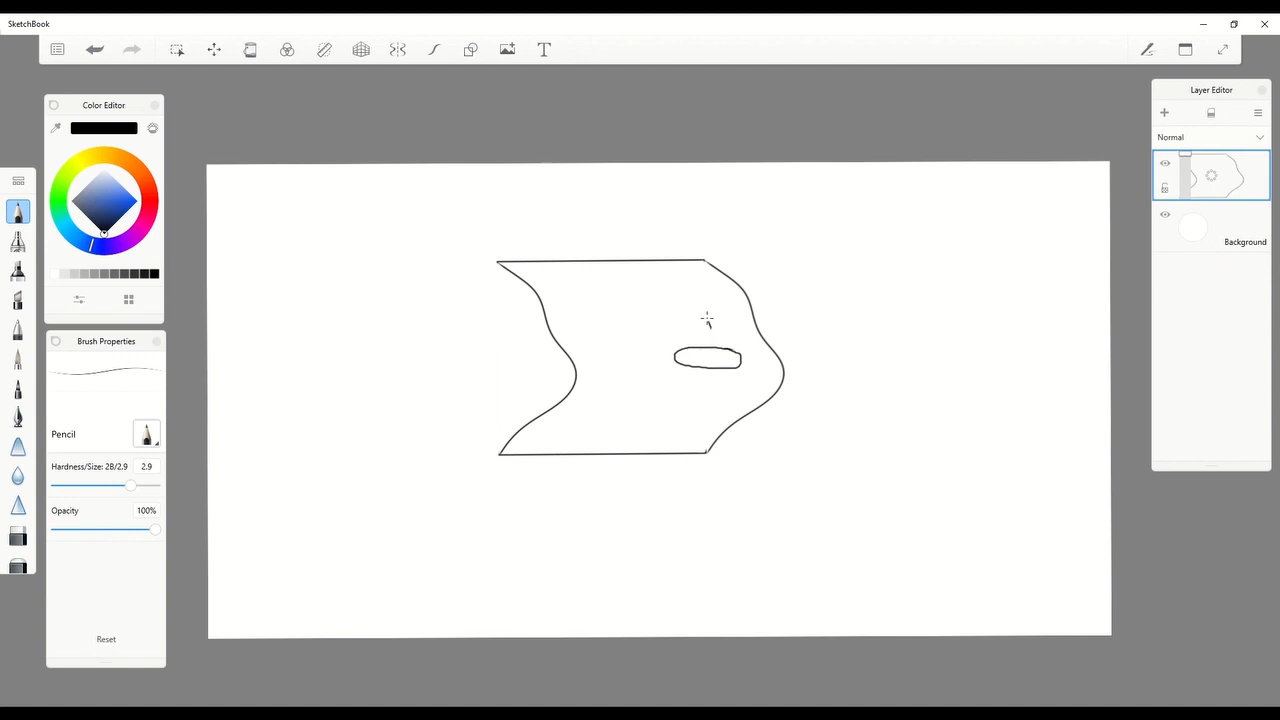 SketchBook
Color Editor
Layer Editor
Normal
Background
Brush Properties
Pencil
Hardness/Size: 2B/2.9 2.9
Opacity 100%
Reset